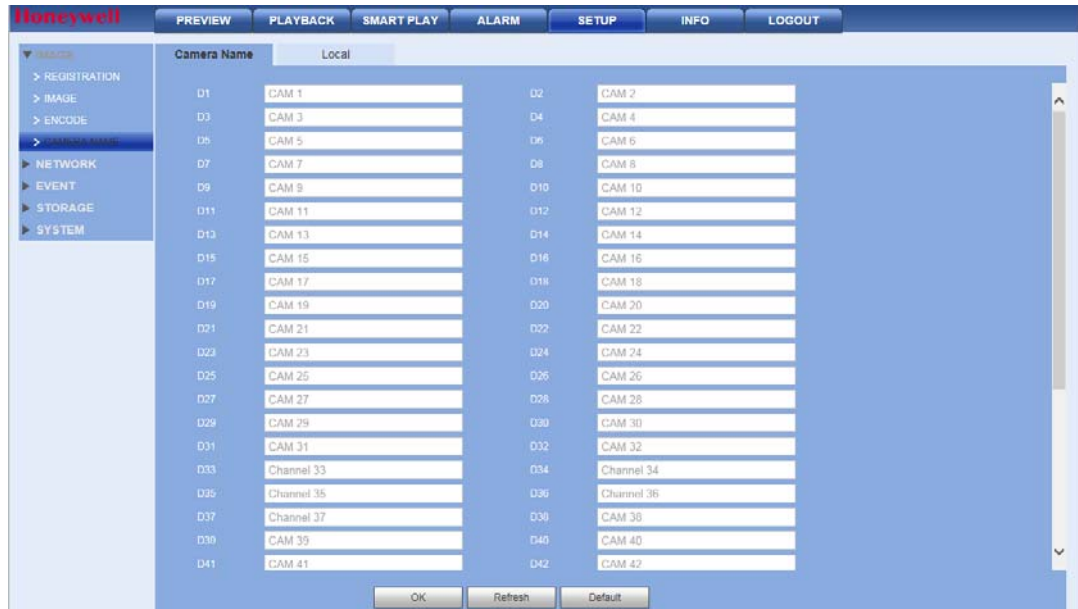 Honeywell
PREVIEW PLAYBACK SMART PLAY ALARM SETUP INFO LOGOUT
IMAGE
> REGISTRATION
> IMAGE
> ENCODE
> CAMERA NAME
NETWORK
EVENT
STORAGE
SYSTEM
Camera Name Local
D1 CAM 1 D2 CAM 2
D3 CAM 3 D4 CAM 4
D5 CAM 5 D6 CAM 6
D7 CAM 7 D8 CAM 8
D9 CAM 9 D10 CAM 10
D11 CAM 11 D12 CAM 12
D13 CAM 13 D14 CAM 14
D15 CAM 15 D16 CAM 16
D17 CAM 17 D18 CAM 18
D19 CAM 19 D20 CAM 20
D21 CAM 21 D22 CAM 22
D23 CAM 23 D24 CAM 24
D25 CAM 25 D26 CAM 26
D27 CAM 27 D28 CAM 28
D29 CAM 29 D30 CAM 30
D31 CAM 31 D32 CAM 32
D33 Channel 33 D34 Channel 34
D35 Channel 35 D36 Channel 36
D37 Channel 37 D38 CAM 38
D39 CAM 39 D40 CAM 40
D41 CAM 41 D42 CAM 42
OK Refresh Default